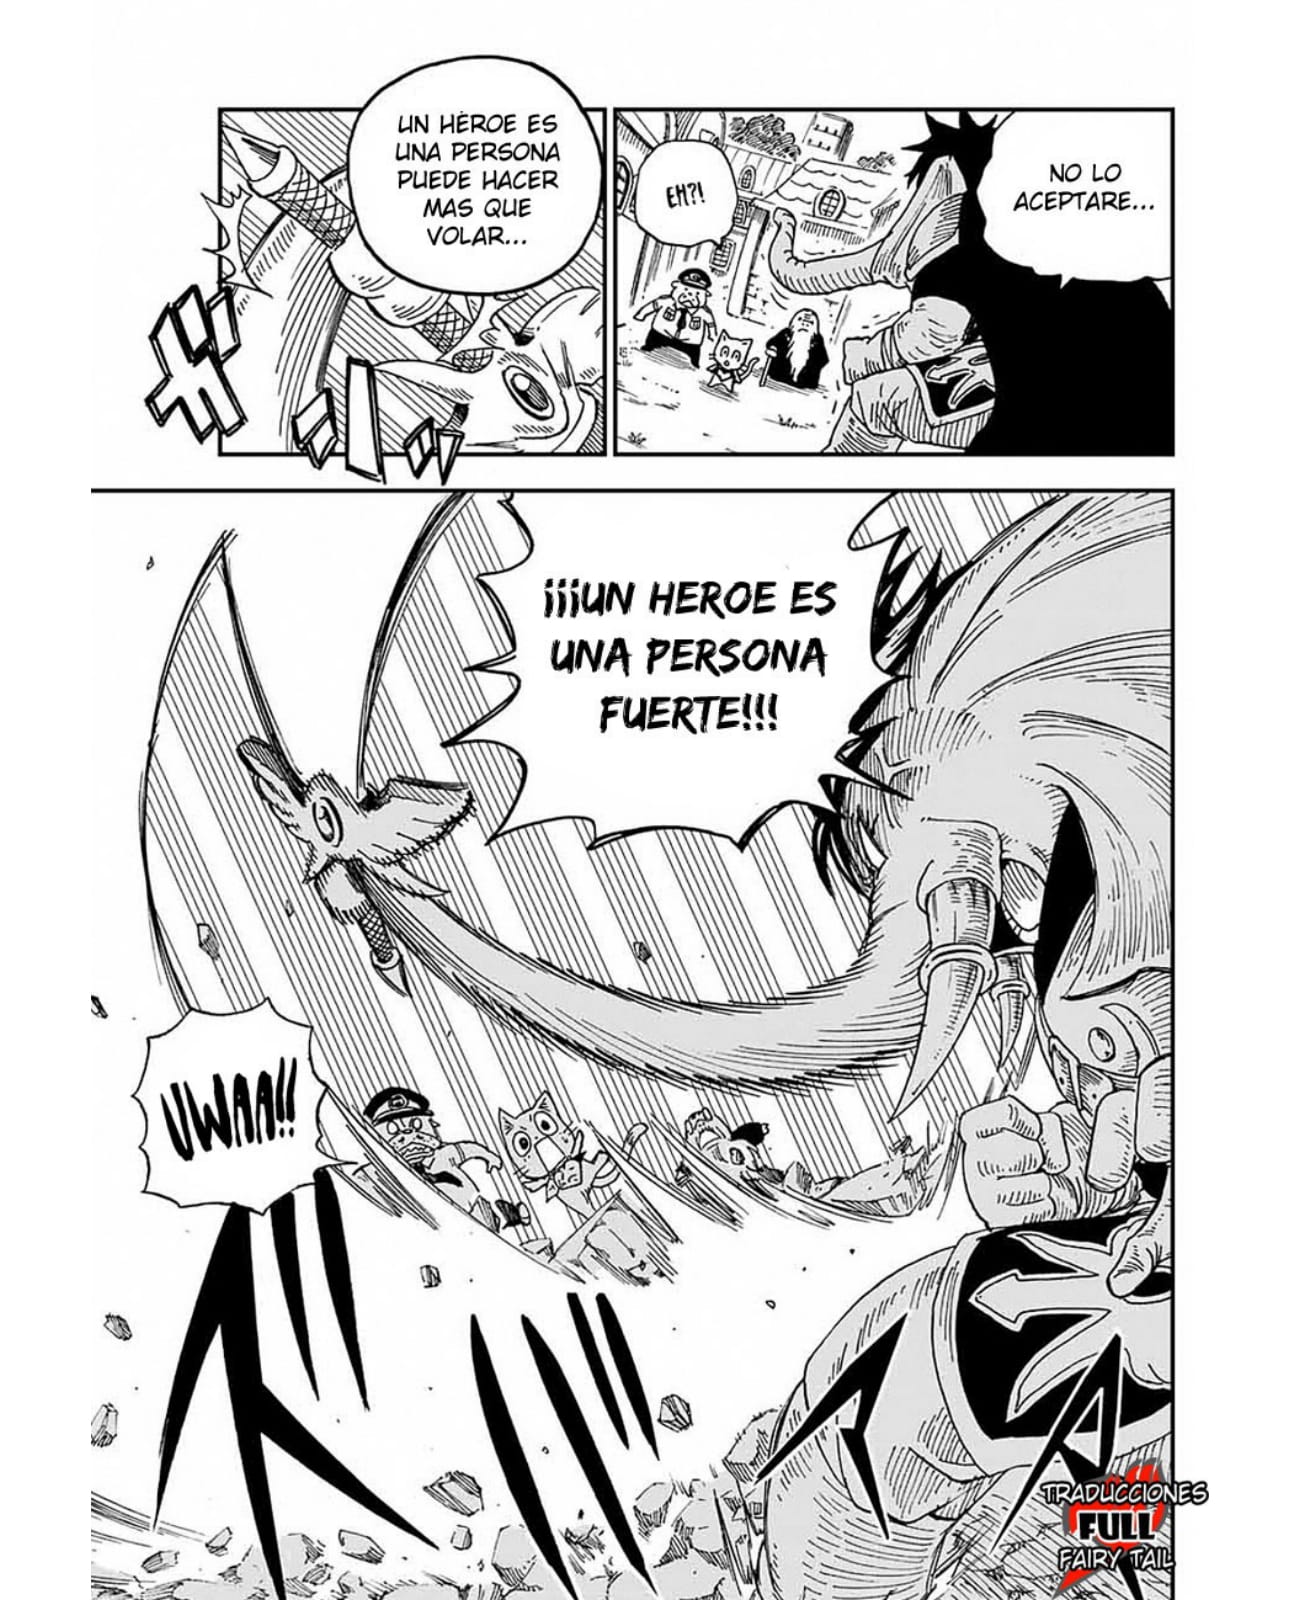 NO LO
ACEPTARE...
EH?!
UN HÉROE ES
UNA PERSONA
PUEDE HACER
MAS QUE
VOLAR...
¡¡¡UN HEROE ES
UNA PERSONA
FUERTE!!!
UWAA!!
TRADUCCIONES
FULL
FAIRY TAIL